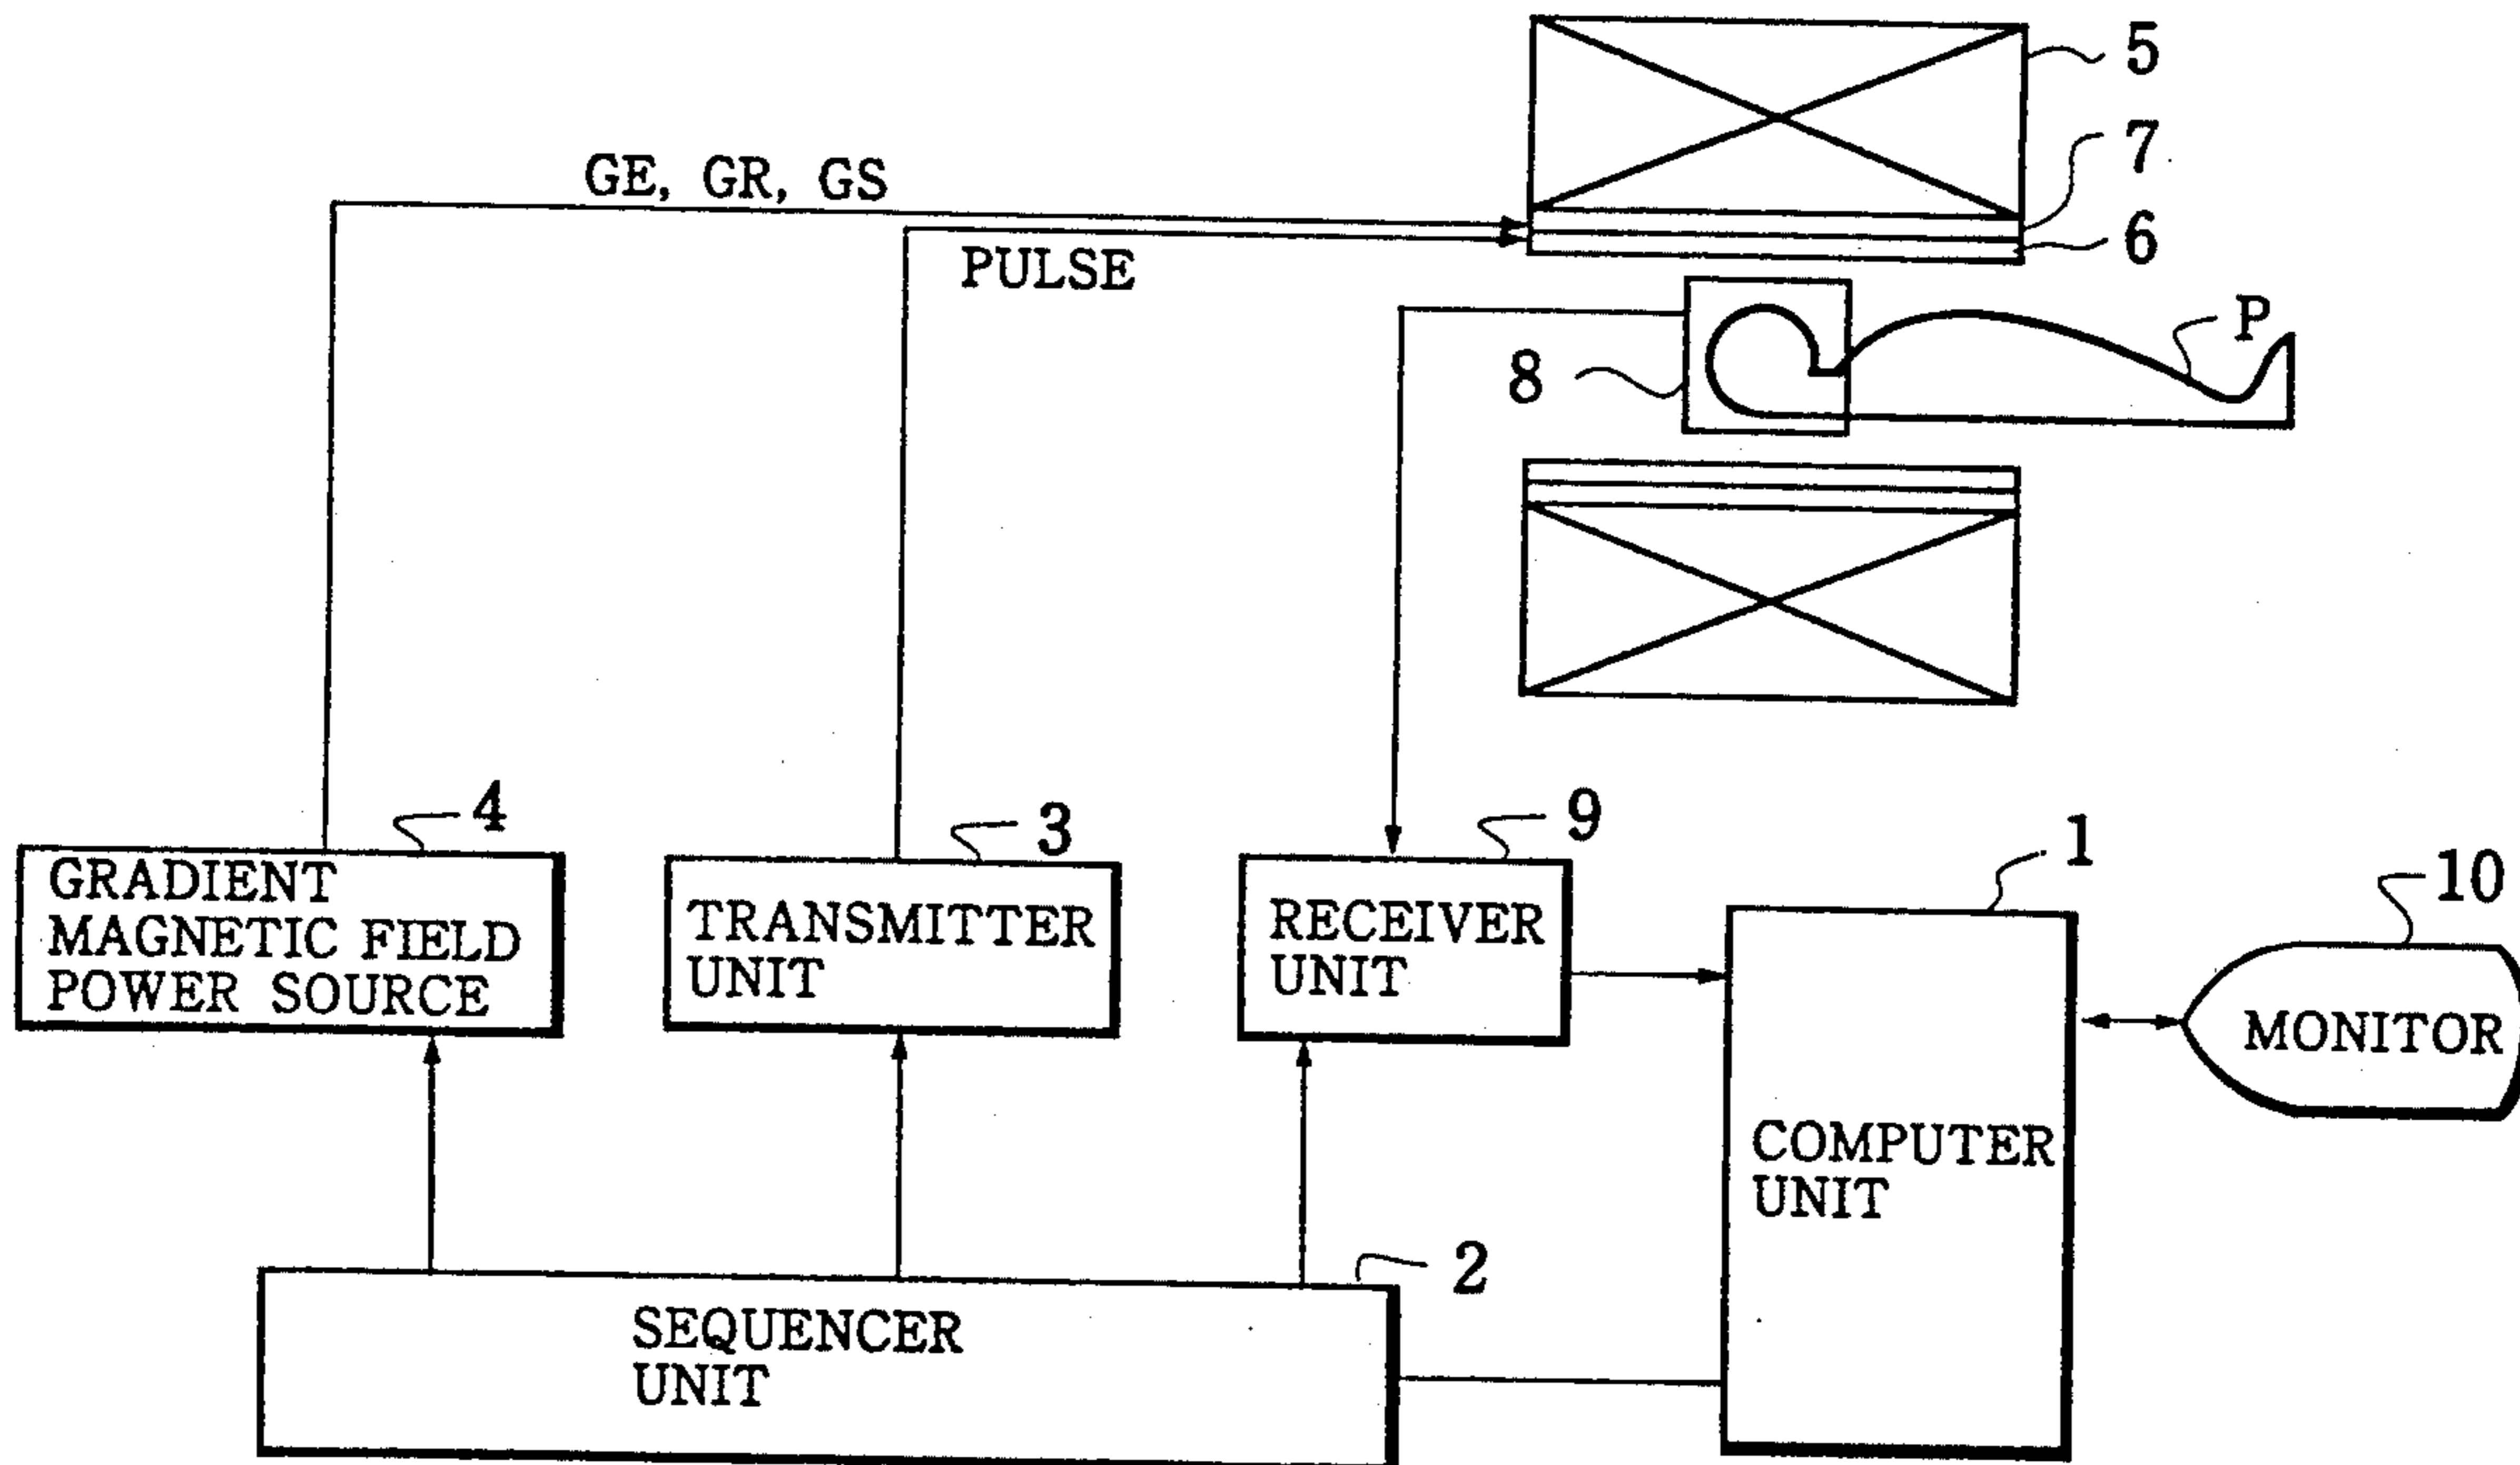 5
7
GE, GR, GS
6
PULSE
P
8
4
3
9
1
10
GRADIENT
MAGNETIC FIELD
POWER SOURCE
TRANSMITTER
UNIT
RECEIVER
UNIT
MONITOR
COMPUTER
UNIT
2
SEQUENCER
UNIT